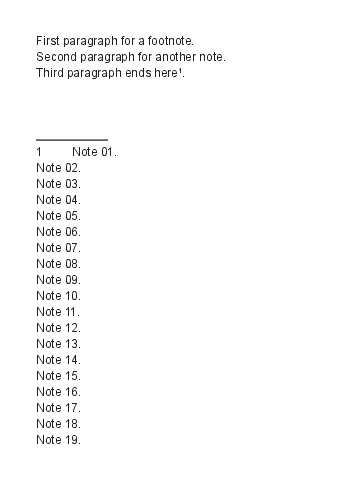 First paragraph for a footnote.
Second paragraph for another note.
Third paragraph ends here¹.
1 Note 01.
Note 02.
Note 03.
Note 04.
Note 05.
Note 06.
Note 07.
Note 08.
Note 09.
Note 10.
Note 11.
Note 12.
Note 13.
Note 14.
Note 15.
Note 16.
Note 17.
Note 18.
Note 19.